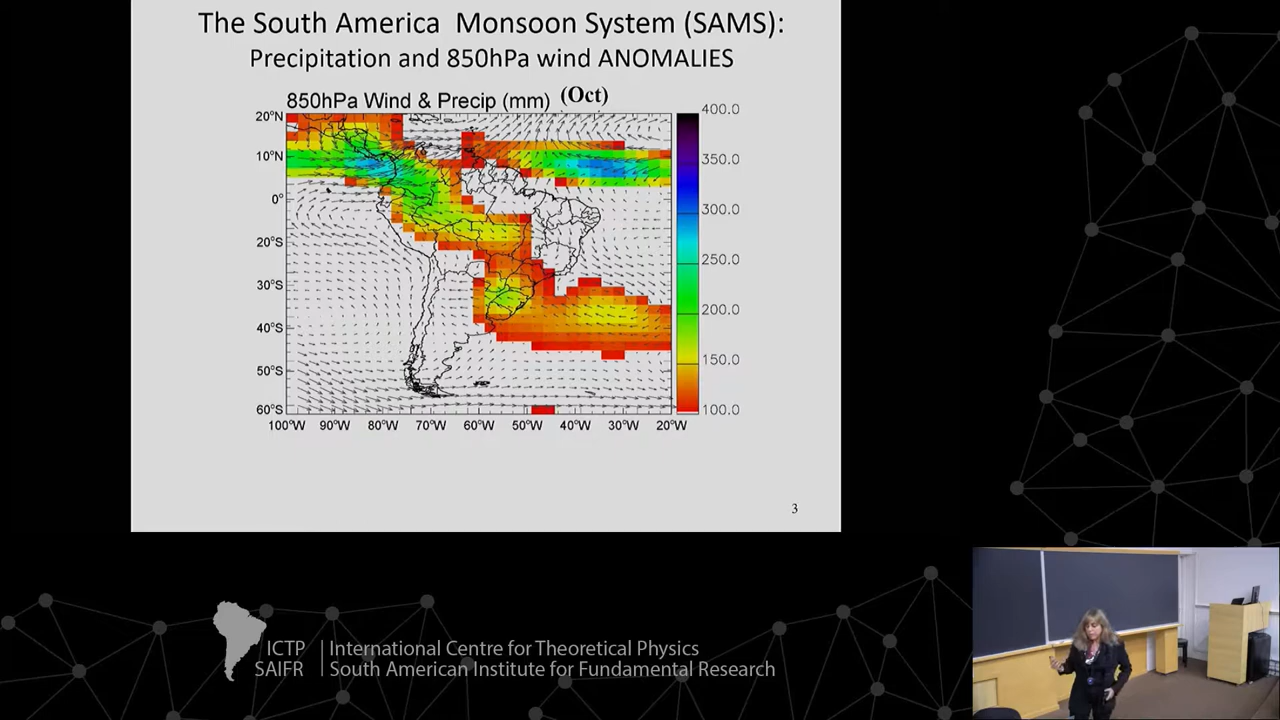 The South America Monsoon System (SAMS):
Precipitation and 850hPa wind ANOMALIES
850hPa Wind & Precip (mm) (Oct)
20°N
10°N
0°
20°S
30°S
40°S
50°S
60°S
100°W 90°W 80°W 70°W 60°W 50°W 40°W 30°W 20°W
400.0
350.0
300.0
250.0
200.0
150.0
100.0
3
ICTP
SAIFR
International Centre for Theoretical Physics
South American Institute for Fundamental Research